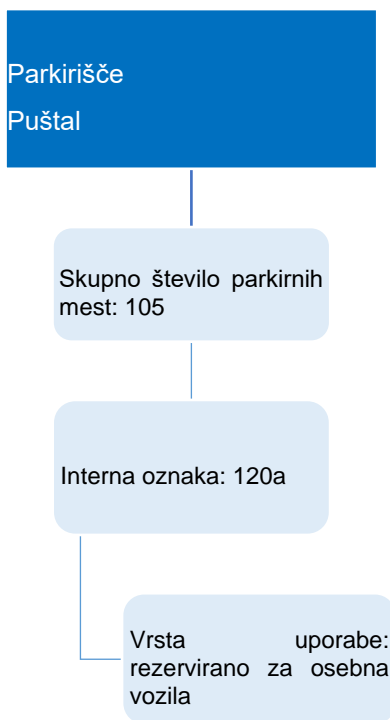 Parkirišče
Puštal
Skupno število parkirnih
mest: 105
Interna oznaka: 120a
Vrsta uporabe:
rezervirano za osebna
vozila